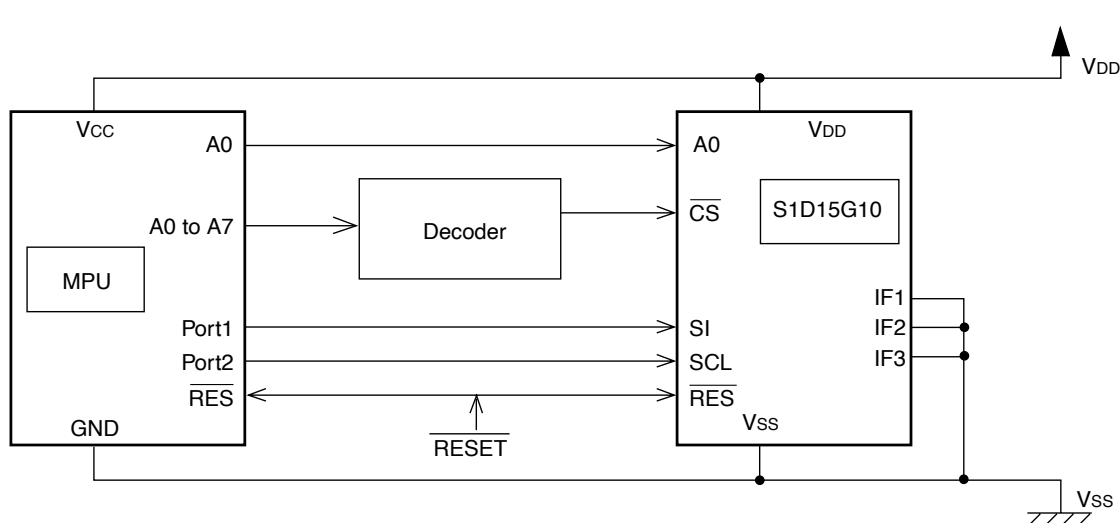 VDD
VCC
A0
A0 to A7
MPU
Port1
Port2
RES
GND
Decoder
RESET
VDD
A0
CS
S1D15G10
IF1
IF2
IF3
SI
SCL
RES
VSS
VSS